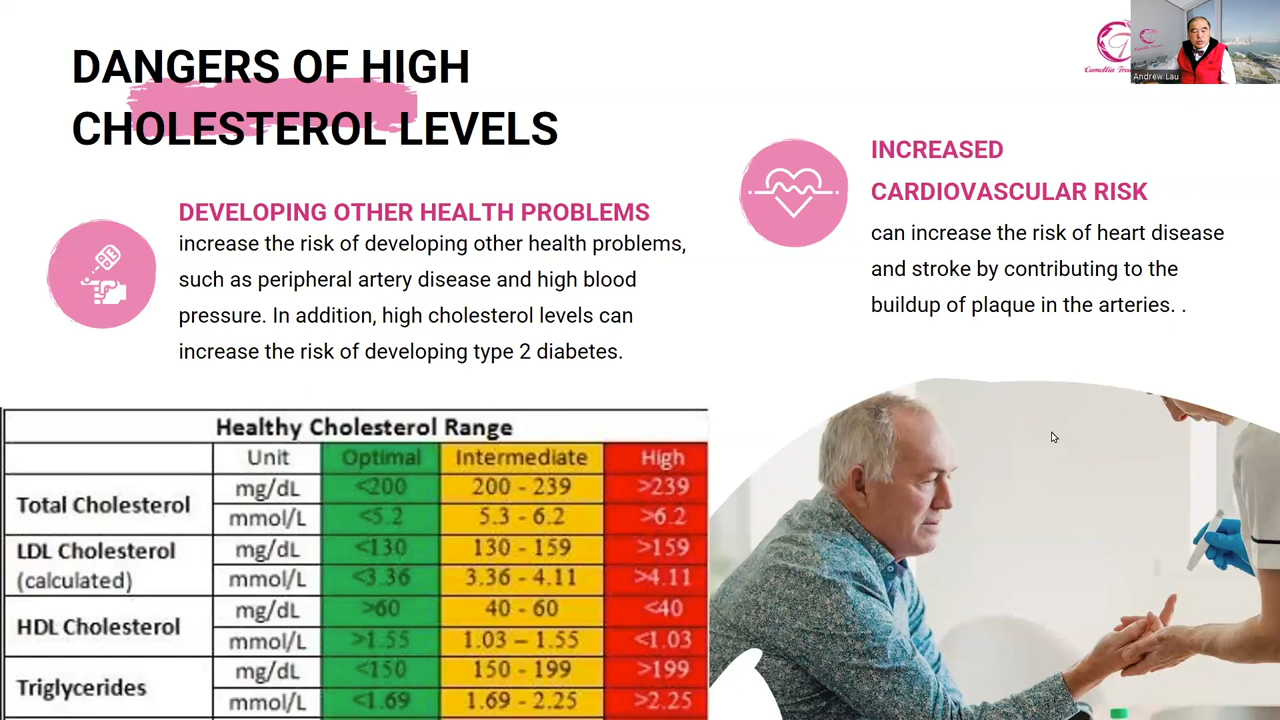 DANGERS OF HIGH
CHOLESTEROL LEVELS
DEVELOPING OTHER HEALTH PROBLEMS
increase the risk of developing other health problems,
such as peripheral artery disease and high blood
pressure. In addition, high cholesterol levels can
increase the risk of developing type 2 diabetes.
INCREASED
CARDIOVASCULAR RISK
can increase the risk of heart disease
and stroke by contributing to the
buildup of plaque in the arteries. .
Camellia
Andrew Lau
Healthy Cholesterol Range
Unit Optimal Intermediate High
Total Cholesterol
mg/dL <200 200 - 239 >239
mmol/L <5.2 5.3 - 6.2 >6.2
LDL Cholesterol
(calculated)
mg/dL <130 130 - 159 >159
mmol/L <3.36 3.36 - 4.11 >4.11
HDL Cholesterol
mg/dL >60 40 - 60 <40
mmol/L >1.55 1.03 – 1.55 <1.03
Triglycerides
mg/dL <150 150 - 199 >199
mmol/L <1.69 1.69 - 2.25 >2.25